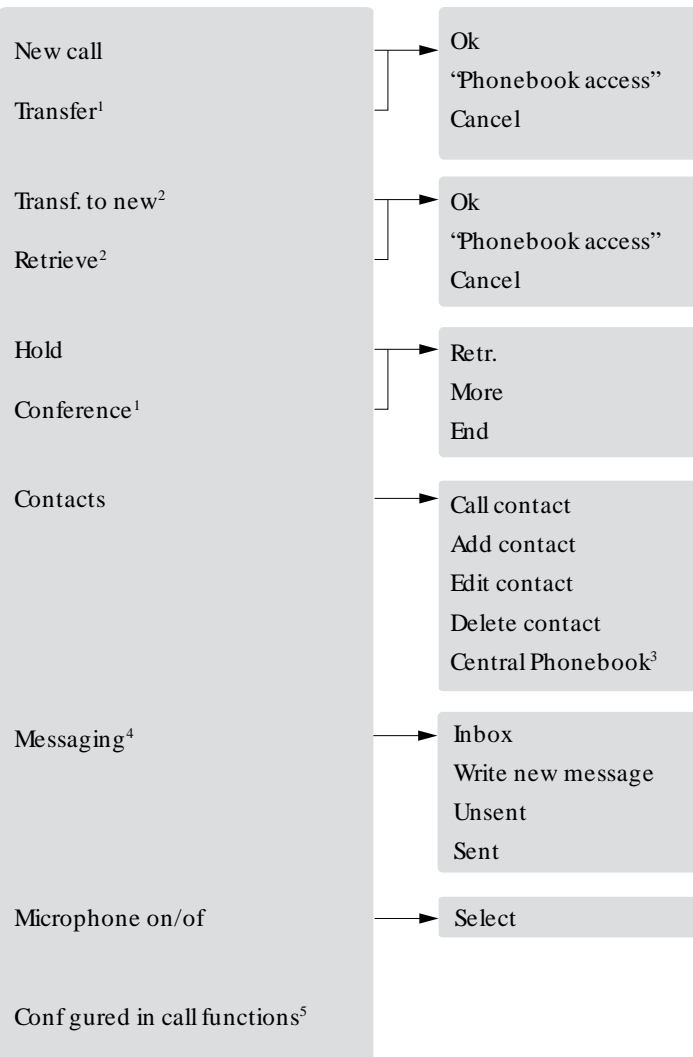 New call
Transfer¹
Ok
“Phonebook access”
Cancel
Transf. to new²
Retrieve²
Ok
“Phonebook access”
Cancel
Hold
Conference¹
Retr.
More
End
Contacts
Call contact
Add contact
Edit contact
Delete contact
Central Phonebook³
Messaging⁴
Inbox
Write new message
Unsent
Sent
Microphone on/of
Select
Conf gured in call functions⁵